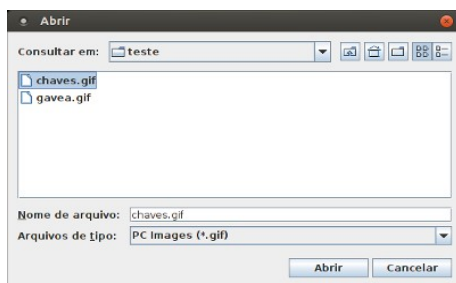 Abrir
Consultar em: teste
chaves.gif
gavea.gif
Nome de arquivo: chaves.gif
Arquivos de tipo: PC Images (*.gif)
Abrir Cancelar